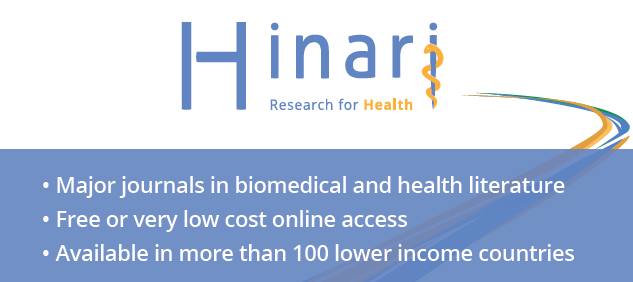 Hinari
Research for Health
• Major journals in biomedical and health literature
• Free or very low cost online access
• Available in more than 100 lower income countries